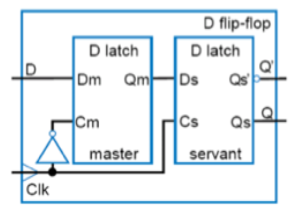 D flip-flop
D latch
D latch
Q'
D
Dm
Qm
Ds
Qs'
Q
Cm
Cs
Qs
master
servant
Clk